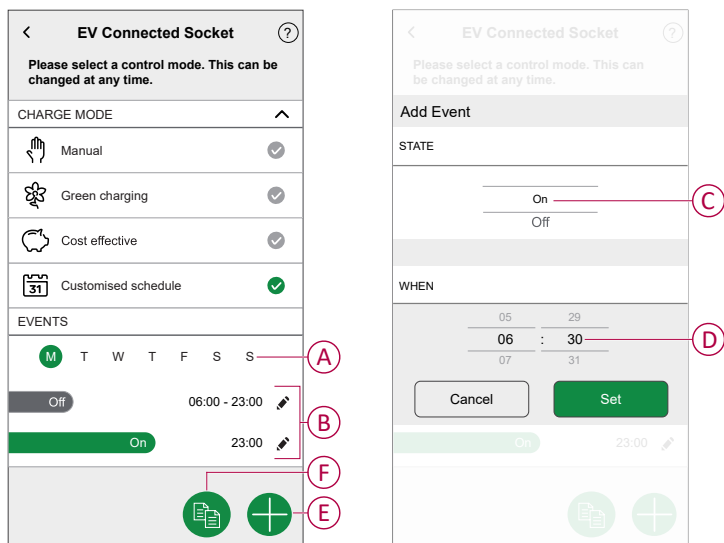 EV Connected Socket ?
Please select a control mode. This can be
changed at any time.
CHARGE MODE
Manual
Green charging
Cost effective
31 Customised schedule
EVENTS
M T W T F S S A
Off 06:00 - 23:00
B
On 23:00
F
E
EV Connected Socket ?
Please select a control mode. This can
be changed at any time.
Add Event
STATE
On C
Off
WHEN
05 29
06 : 30 D
07 31
Cancel Set
On 23:00